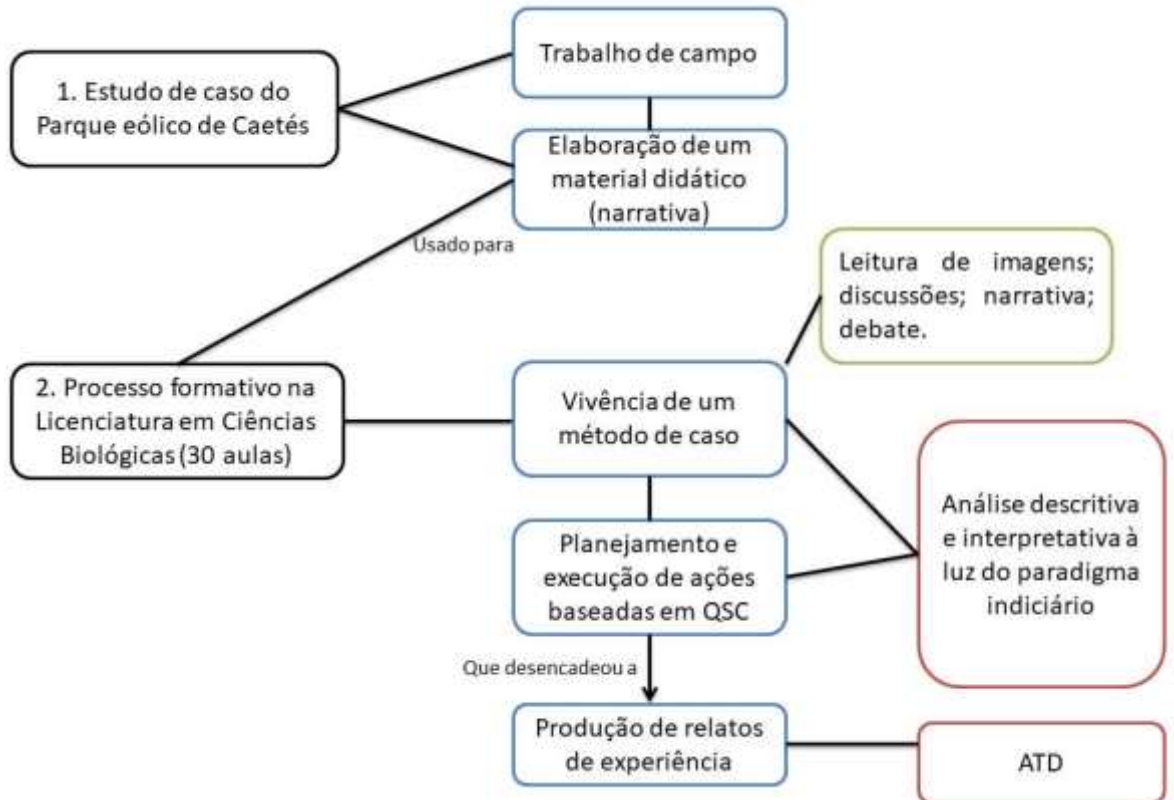 Trabalho de campo
1. Estudo de caso do
Parque eólico de Caetés
Elaboração de um
material didático
(narrativa)
Usado para
Leitura de imagens;
discussões; narrativa;
debate.
2. Processo formativo na
Licenciatura em Ciências
Biológicas (30 aulas)
Vivência de um
método de caso
Análise descritiva
e interpretativa à
luz do paradigma
indiciário
Planejamento e
execução de ações
baseadas em QSC
Que desencadeou a
Produção de relatos
de experiência
ATD